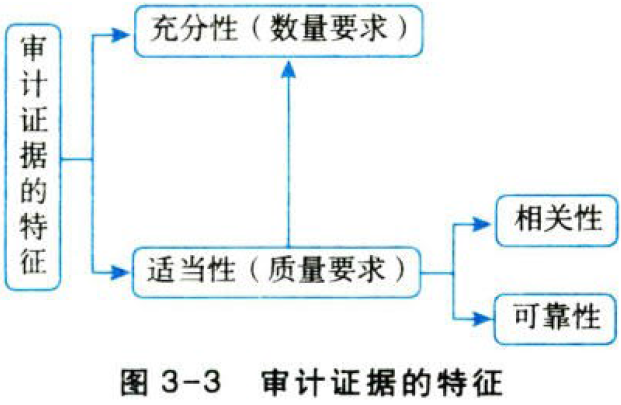 审计证据的特征
充分性（数量要求）
适当性（质量要求）
相关性
可靠性
图 3-3 审计证据的特征